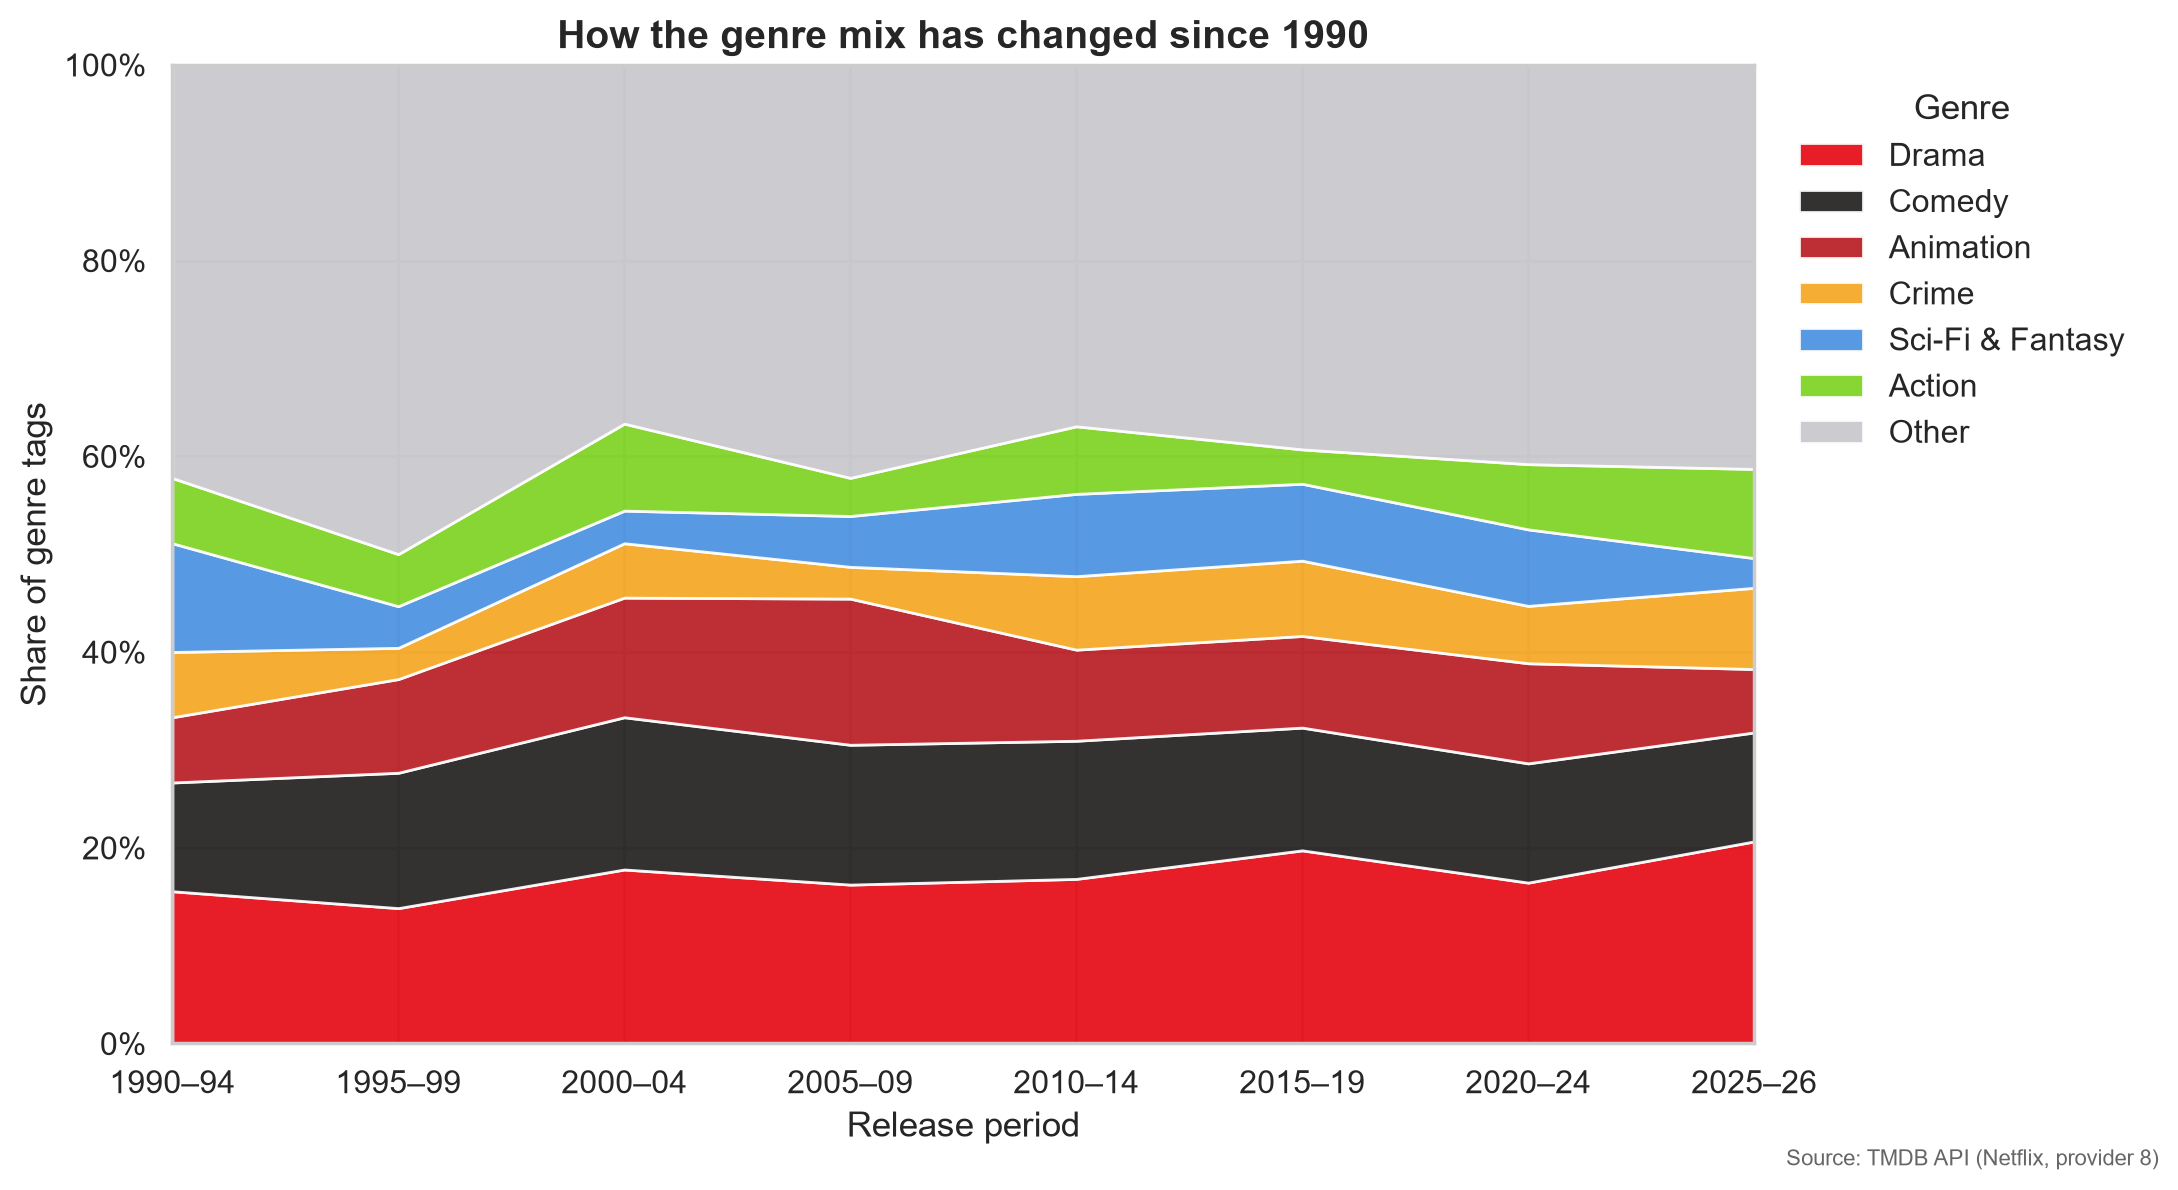 How the genre mix has changed since 1990
100%
80%
60%
40%
20%
0%
Share of genre tags
1990–94
1995–99
2000–04
2005–09
2010–14
2015–19
2020–24
2025–26
Release period
Genre
Drama
Comedy
Animation
Crime
Sci-Fi & Fantasy
Action
Other
Source: TMDB API (Netflix, provider 8)